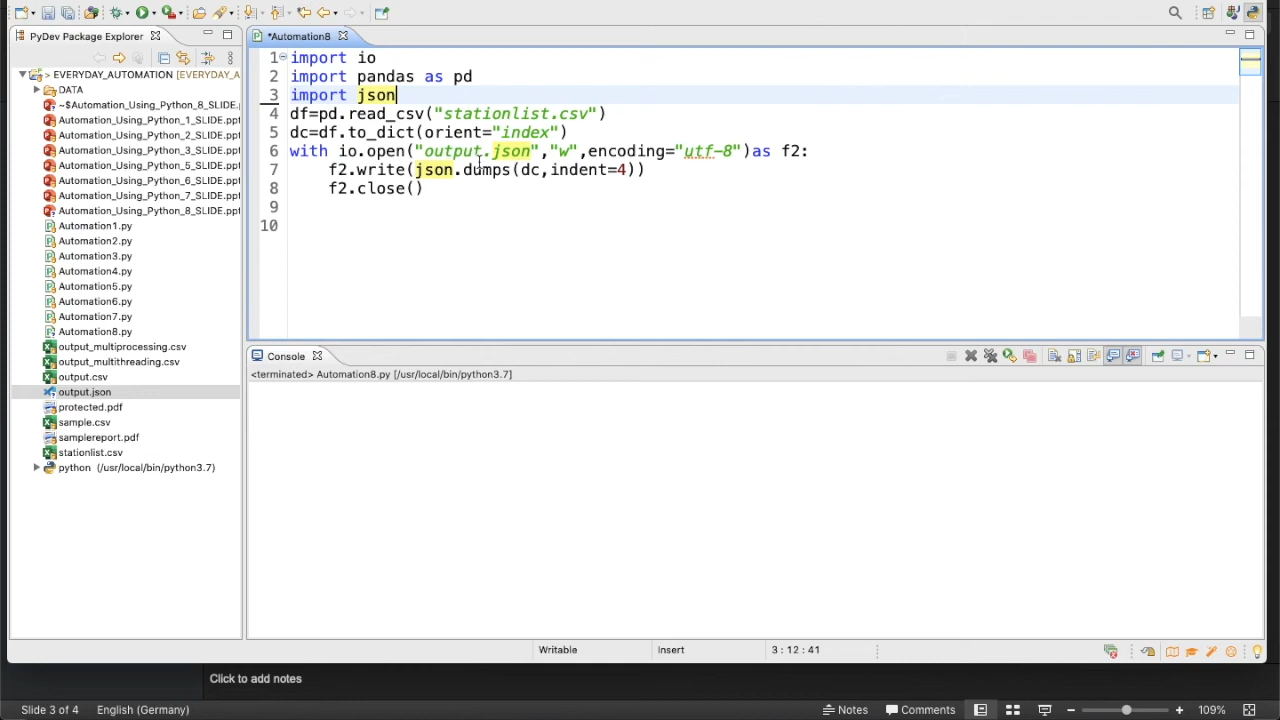 PyDev Package Explorer
*Automation8
> EVERYDAY_AUTOMATION [EVERYDAY_A
DATA
~$Automation_Using_Python_8_SLIDE.
Automation_Using_Python_1_SLIDE.ppt
Automation_Using_Python_2_SLIDE.ppt
Automation_Using_Python_3_SLIDE.ppt
Automation_Using_Python_5_SLIDE.ppt
Automation_Using_Python_6_SLIDE.ppt
Automation_Using_Python_7_SLIDE.ppt
Automation_Using_Python_8_SLIDE.ppt
Automation1.py
Automation2.py
Automation3.py
Automation4.py
Automation5.py
Automation6.py
Automation7.py
Automation8.py
output_multiprocessing.csv
output_multithreading.csv
output.csv
output.json
protected.pdf
sample.csv
samplereport.pdf
stationlist.csv
python (/usr/local/bin/python3.7)
1 import io
2 import pandas as pd
3 import json
4 df=pd.read_csv("stationlist.csv")
5 dc=df.to_dict(orient="index")
6 with io.open("output.json","w",encoding="utf-8")as f2:
7 f2.write(json.dumps(dc,indent=4))
8 f2.close()
9
10
Console
<terminated> Automation8.py [/usr/local/bin/python3.7]
Writable Insert 3 : 12 : 41
Click to add notes
Slide 3 of 4 English (Germany) Notes Comments 109%